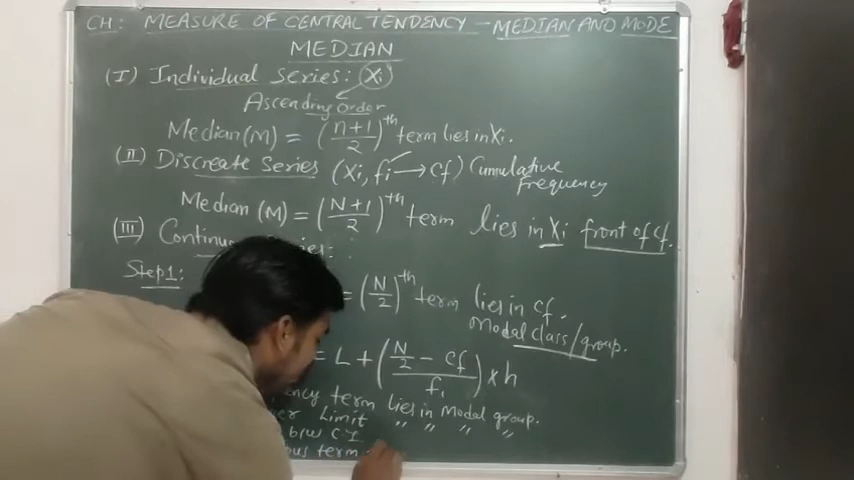 CH: MEASURE OF CENTRAL TENDENCY - MEDIAN AND MODE
MEDIAN
(I) Individual Series: Xi
Ascending Order
Median (M) = (n+1/2)th term lies in Xi.
(II) Discreate Series (Xi, fi → cf) Cumulative frequency
Median (M) = (N+1/2)th term lies in Xi front of cf.
(III)
Step1: = (N/2)th term lies in cf.
Modal class/group.
= L + (N/2 - cf / f1) x h
term lies in Modal group.
Limit " " " "
b/w CI
term